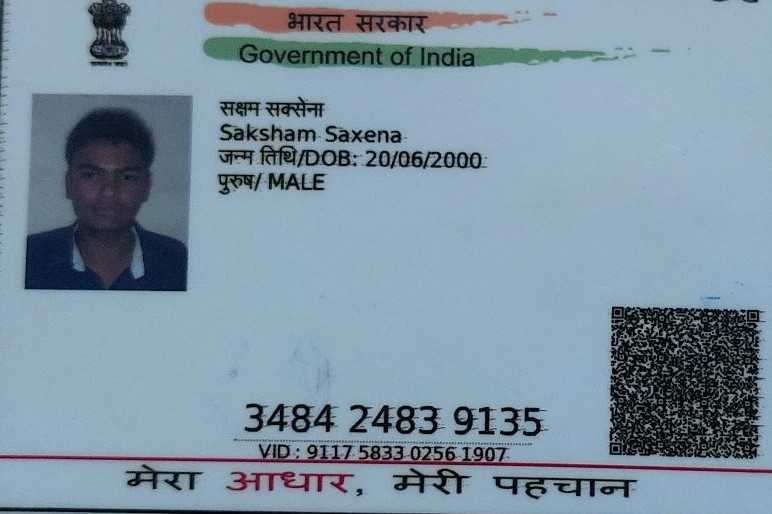 भारत सरकार
Government of India
सक्षम सक्सेना
Saksham Saxena
जन्म तिथि/DOB: 20/06/2000
पुरुष/ MALE
3484 2483 9135
VID : 9117 5833 0256 1907
मेरा आधार, मेरी पहचान